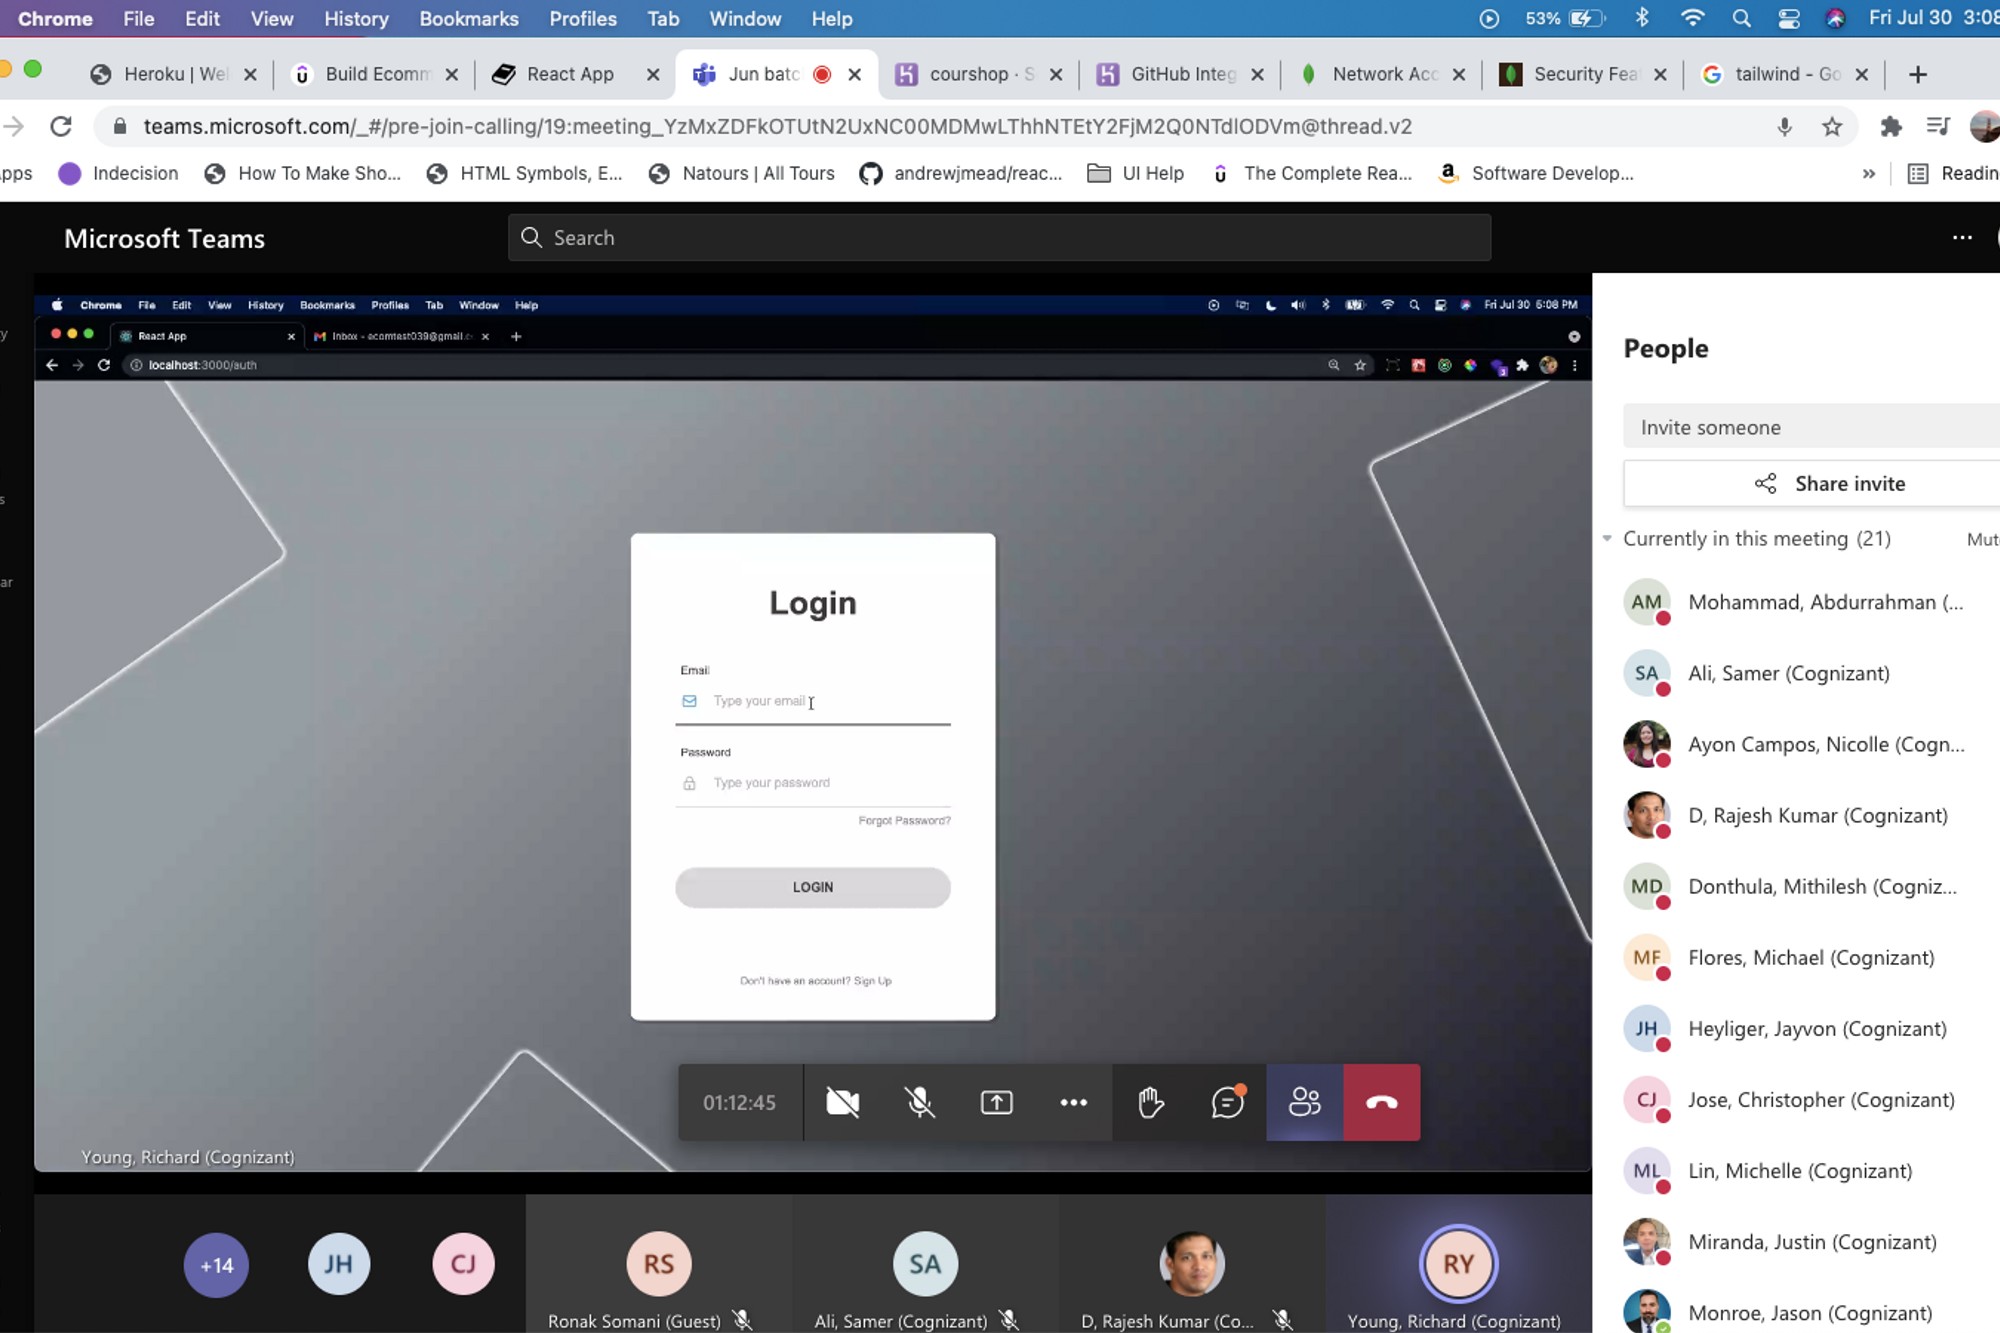 Chrome File Edit View History Bookmarks Profiles Tab Window Help 53% Fri Jul 30 3:08
Heroku | Wel Build Ecomm React App Jun batc courshop · S GitHub Integ Network Acc Security Feat tailwind - Go
teams.microsoft.com/_#/pre-join-calling/19:meeting_YzMxZDFkOTUtN2UxNC00MDMwLThhNTEtY2FjM2Q0NTdlODVm@thread.v2
pps Indecision How To Make Sho... HTML Symbols, E... Natours | All Tours andrewjmead/reac... UI Help The Complete Rea... Software Develop... » Readin
Microsoft Teams Search
Chrome File Edit View History Bookmarks Profiles Tab Window Help Fri Jul 30 5:08 PM
React App Inbox - ecomtest039@gmail.c
localhost:3000/auth
Login
Email
Type your email
Password
Type your password
Forgot Password?
LOGIN
Don't have an account? Sign Up
01:12:45
Young, Richard (Cognizant)
+14 JH CJ RS SA RY
Ronak Somani (Guest) Ali, Samer (Cognizant) D, Rajesh Kumar (Co... Young, Richard (Cognizant)
People
Invite someone
Share invite
Currently in this meeting (21) Mut
AM Mohammad, Abdurrahman (...
SA Ali, Samer (Cognizant)
Ayon Campos, Nicolle (Cogn...
D, Rajesh Kumar (Cognizant)
MD Donthula, Mithilesh (Cogniz...
MF Flores, Michael (Cognizant)
JH Heyliger, Jayvon (Cognizant)
CJ Jose, Christopher (Cognizant)
ML Lin, Michelle (Cognizant)
Miranda, Justin (Cognizant)
Monroe, Jason (Cognizant)